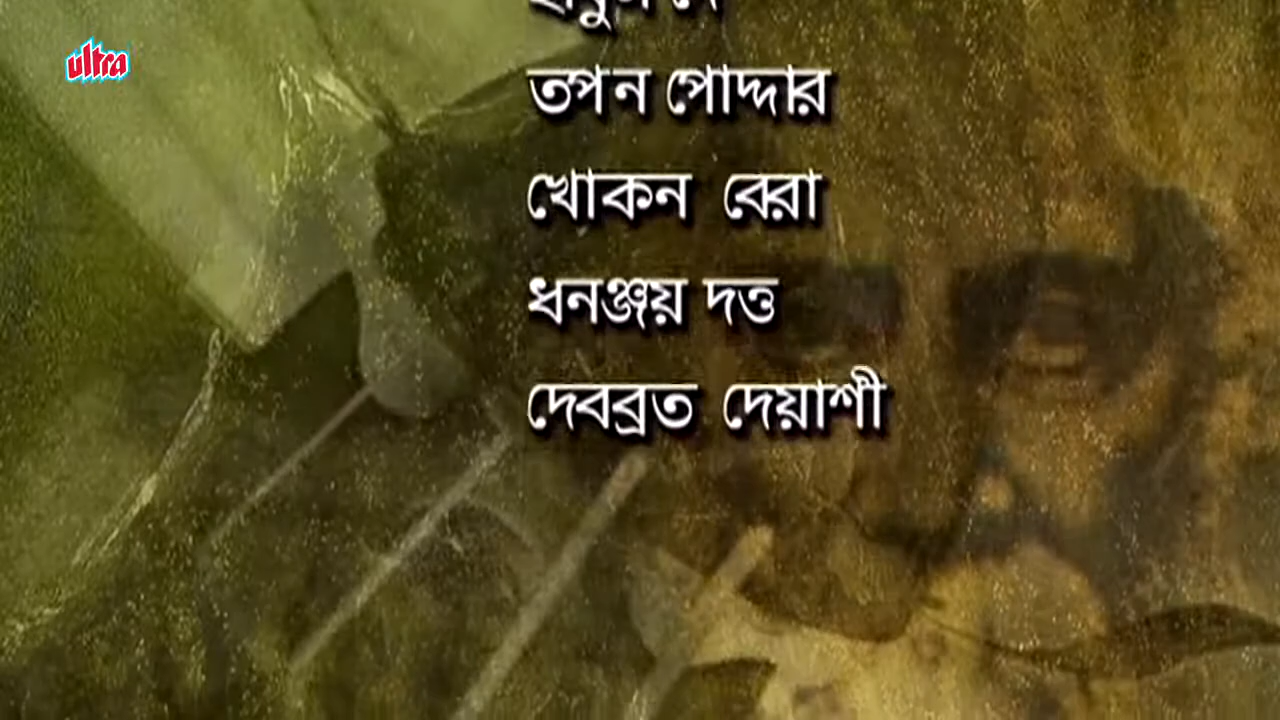 ultra
তপন পোদ্দার
খোকন বেরা
ধনঞ্জয় দত্ত
দেবব্রত দেয়াশী